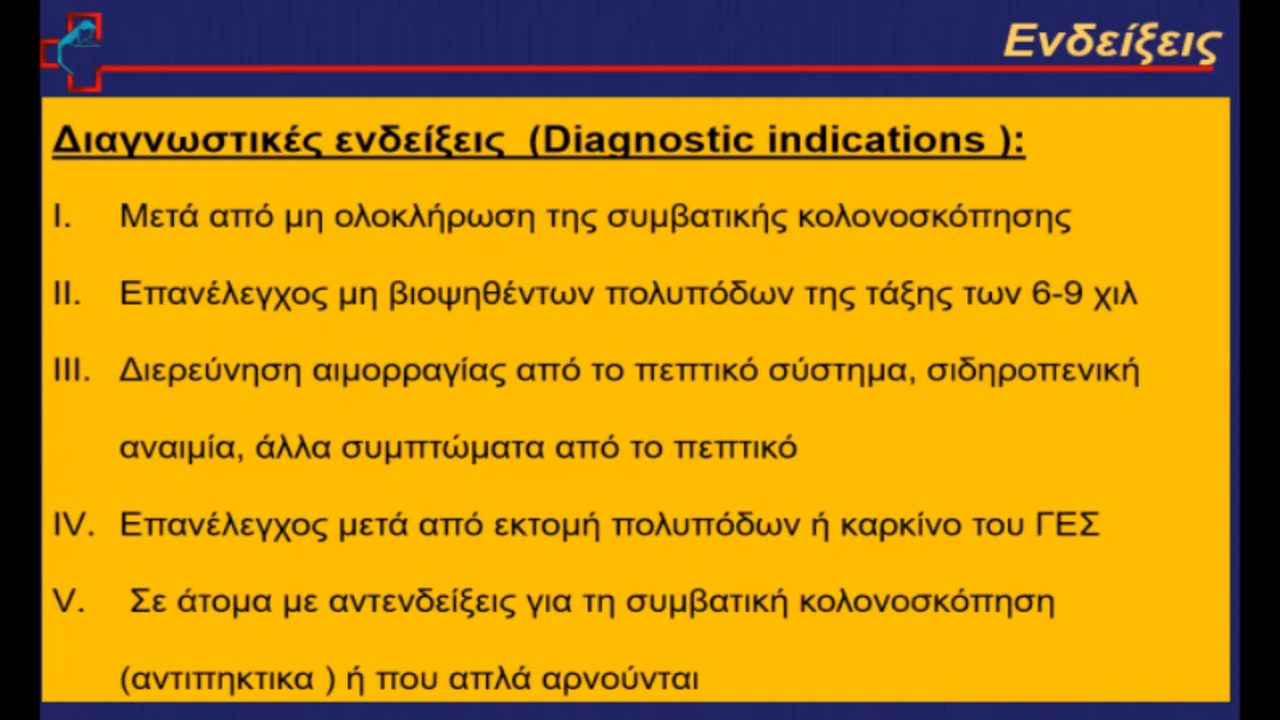 Ενδείξεις
Διαγνωστικές ενδείξεις (Diagnostic indications ):
I. Μετά από μη ολοκλήρωση της συμβατικής κολονοσκόπησης
II. Επανέλεγχος μη βιοψηθέντων πολυπόδων της τάξης των 6-9 χιλ
III. Διερεύνηση αιμορραγίας από το πεπτικό σύστημα, σιδηροπενική
αναιμία, άλλα συμπτώματα από το πεπτικό
IV. Επανέλεγχος μετά από εκτομή πολυπόδων ή καρκίνο του ΓΕΣ
V. Σε άτομα με αντενδείξεις για τη συμβατική κολονοσκόπηση
(αντιπηκτικα ) ή που απλά αρνούνται